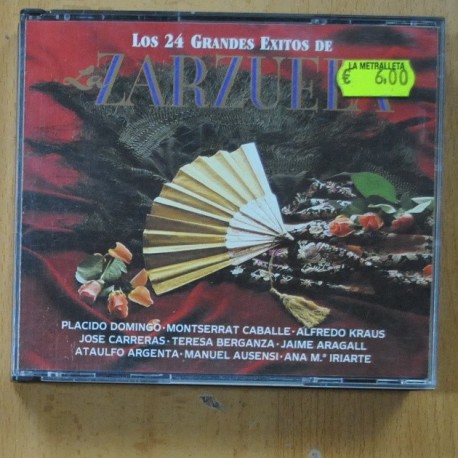 LOS 24 GRANDES EXITOS DE
La
ZARZUELA
LA METRALLETA
€ 6,00
PLACIDO DOMINGO · MONTSERRAT CABALLE · ALFREDO KRAUS
JOSE CARRERAS · TERESA BERGANZA · JAIME ARAGALL
ATAULFO ARGENTA · MANUEL AUSENSI · ANA M.ª IRIARTE